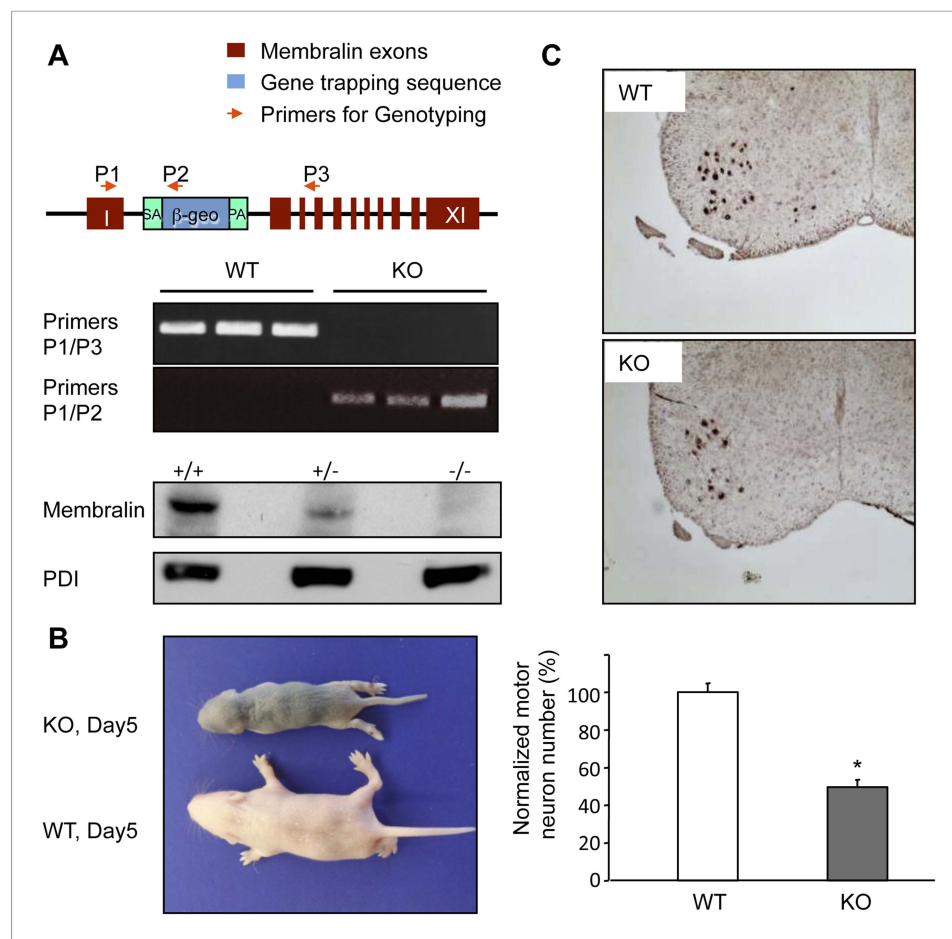 A
Membralin exons
Gene trapping sequence
Primers for Genotyping
P1 P2 P3
I SA β-geo PA XI
WT KO
Primers
P1/P3
Primers
P1/P2
+/+ +/- -/-
Membralin
PDI
B
KO, Day5
WT, Day5
C
WT
KO
Normalized motor
neuron number (%)
100
80
60
40
20
0
*
WT KO